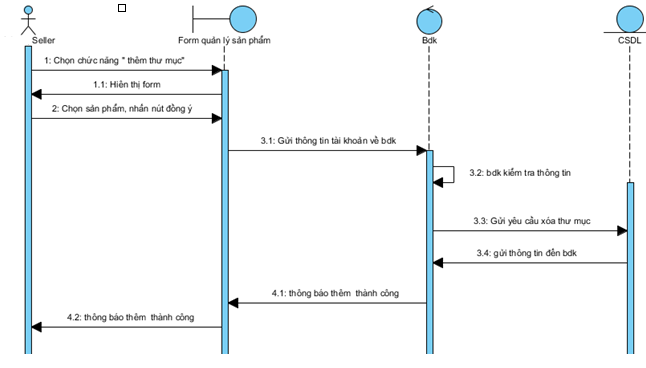 Seller
Form quản lý sản phẩm
Bdk
CSDL
1: Chọn chức năng " thêm thư mục"
1.1: Hiên thị form
2: Chọn sản phẩm, nhấn nút đồng ý
3.1: Gửi thông tin tài khoản về bdk
3.2: bdk kiểm tra thông tin
3.3: Gửi yêu cầu xóa thư mục
3.4: gửi thông tin đến bdk
4.1: thông báo thêm thành công
4.2: thông báo thêm thành công